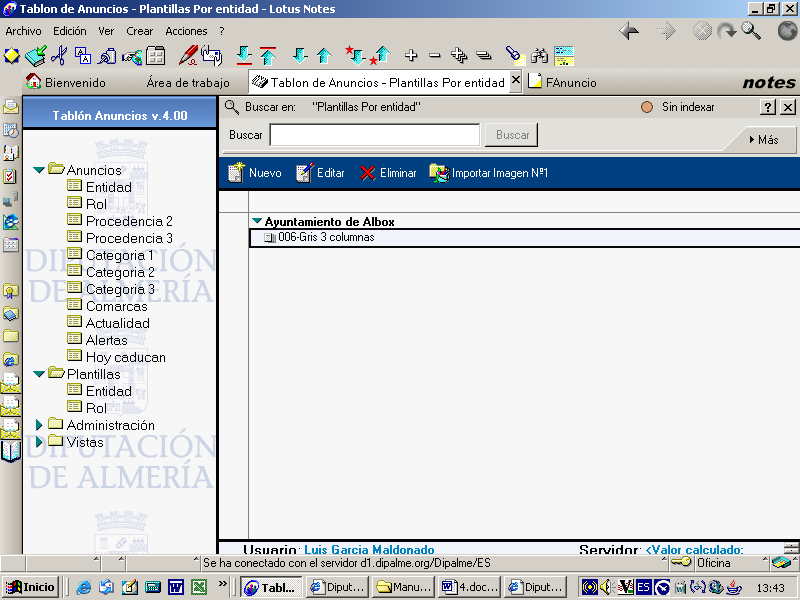 Tablon de Anuncios - Plantillas Por entidad - Lotus Notes
Archivo Edición Ver Crear Acciones ?
Bienvenido Área de trabajo Tablon de Anuncios - Plantillas Por entidad FAnuncio notes
Tablón Anuncios v.4.00
Buscar en: "Plantillas Por entidad" Sin indexar
Buscar Buscar Más
Nuevo Editar Eliminar Importar Imagen Nº1
Anuncios
Entidad
Rol
Procedencia 2
Procedencia 3
Categoria 1
Categoria 2
Categoria 3
Comarcas
Actualidad
Alertas
Hoy caducan
Plantillas
Entidad
Rol
Administración
Vistas
DIPUTACIÓN
DE ALMERÍA
DIPUTACIÓN
DE ALMERÍA
Ayuntamiento de Albox
006-Gris 3 columnas
Usuario: Luis Garcia Maldonado Servidor: <Valor calculado:
Se ha conectado con el servidor d1.dipalme.org/Dipalme/ES Oficina
Inicio » Tabl... Diput... Manu... 4.doc... Diput... ES 13:43